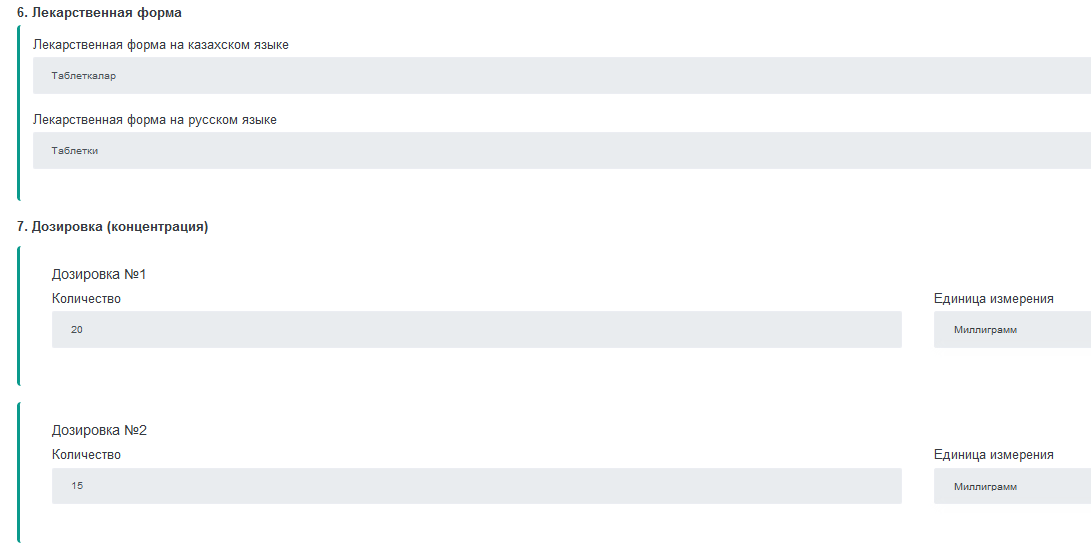 6. Лекарственная форма
Лекарственная форма на казахском языке
Таблеткалар
Лекарственная форма на русском языке
Таблетки
7. Дозировка (концентрация)
Дозировка №1
Количество
Единица измерения
20
Миллиграмм
Дозировка №2
Количество
Единица измерения
15
Миллиграмм